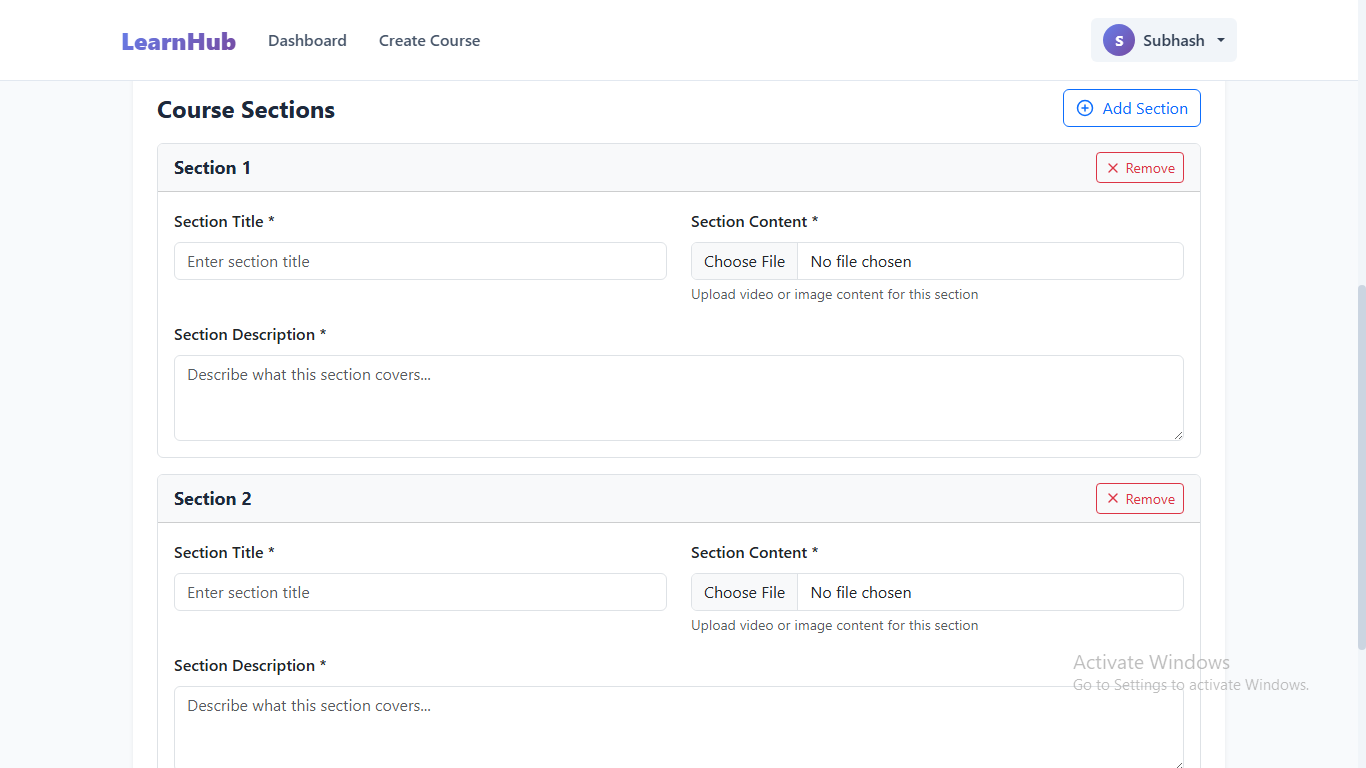 LearnHub Dashboard Create Course S Subhash
Course Sections Add Section
Section 1 Remove
Section Title * Section Content *
Enter section title Choose File No file chosen
Upload video or image content for this section
Section Description *
Describe what this section covers...
Section 2 Remove
Section Title * Section Content *
Enter section title Choose File No file chosen
Upload video or image content for this section
Section Description *
Describe what this section covers...
Activate Windows
Go to Settings to activate Windows.